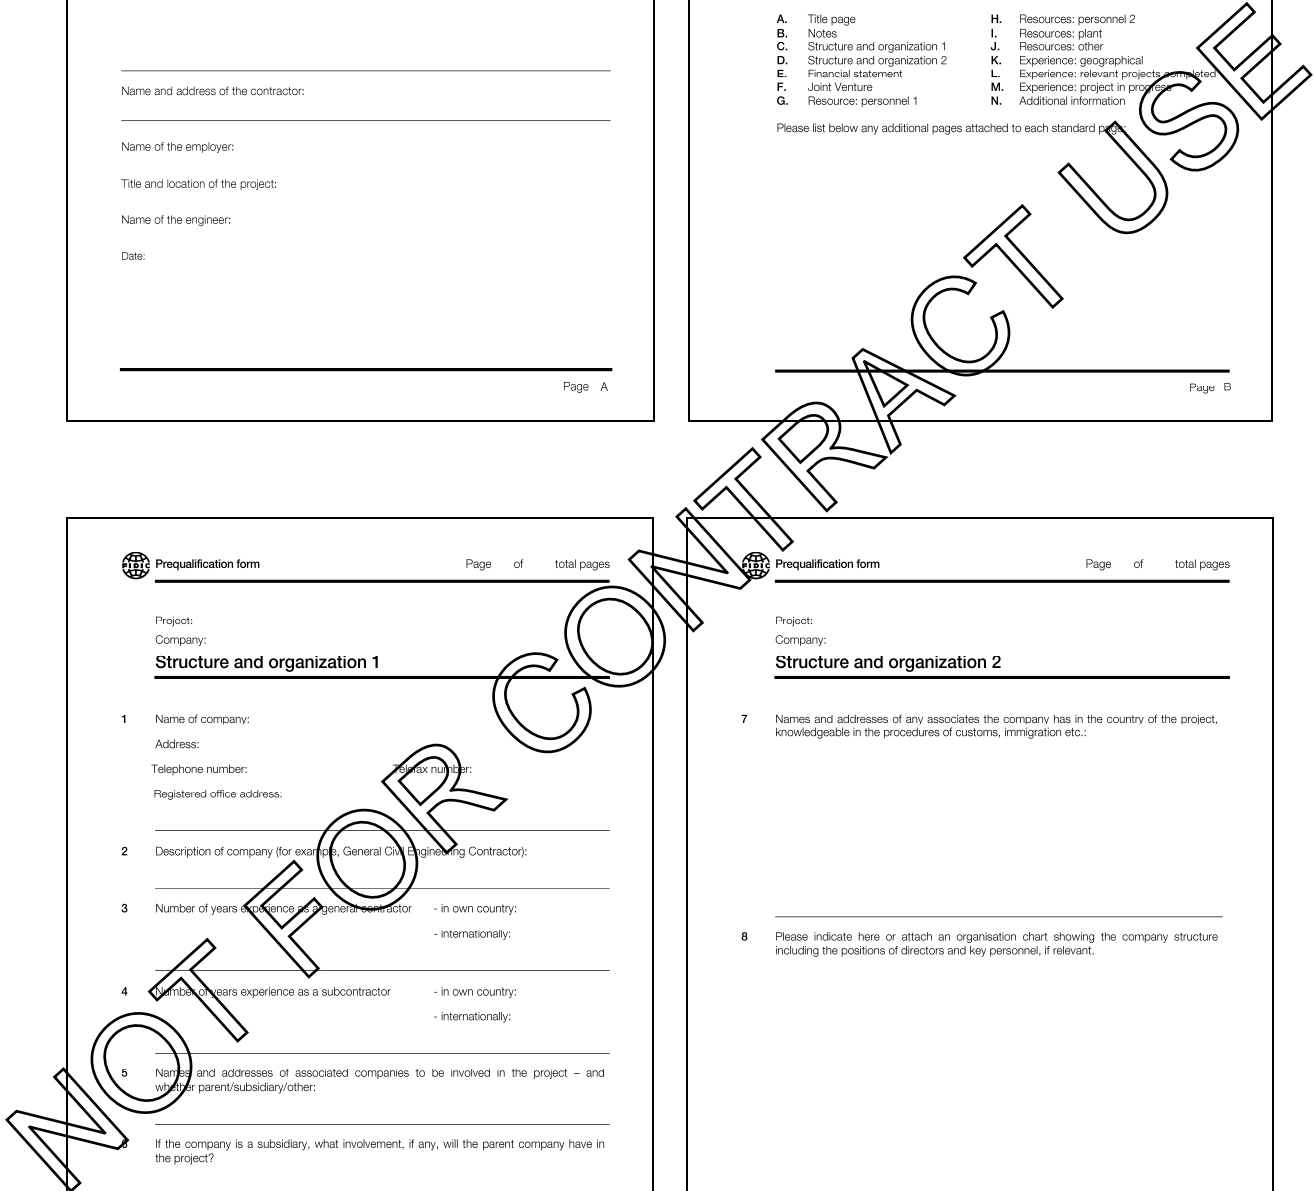 Name and address of the contractor:
Name of the employer:
Title and location of the project:
Name of the engineer:
Date:
Page A
A. Title page
B. Notes
C. Structure and organization 1
D. Structure and organization 2
E. Financial statement
F. Joint Venture
G. Resource: personnel 1
H. Resources: personnel 2
I. Resources: plant
J. Resources: other
K. Experience: geographical
L. Experience: relevant projects completed
M. Experience: project in progress
N. Additional information
Please list below any additional pages attached to each standard page:
Page B
FIDIC Prequalification form Page of total pages
Project:
Company:
Structure and organization 1
1 Name of company:
Address:
Telephone number: Telefax number:
Registered office address:
2 Description of company (for example, General Civil Engineering Contractor):
3 Number of years experience as a general contractor - in own country:
- internationally:
4 Number of years experience as a subcontractor - in own country:
- internationally:
5 Names and addresses of associated companies to be involved in the project – and
whether parent/subsidiary/other:
6 If the company is a subsidiary, what involvement, if any, will the parent company have in
the project?
FIDIC Prequalification form Page of total pages
Project:
Company:
Structure and organization 2
7 Names and addresses of any associates the company has in the country of the project,
knowledgeable in the procedures of customs, immigration etc.:
8 Please indicate here or attach an organisation chart showing the company structure
including the positions of directors and key personnel, if relevant.
NOT FOR CONTRACT USE